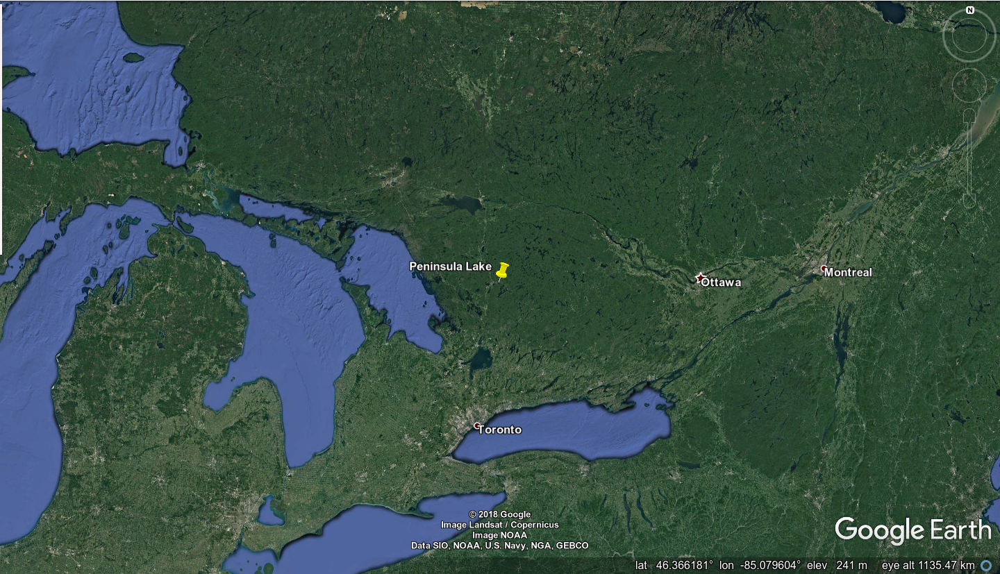 N
Peninsula Lake
Montreal
Ottawa
Toronto
© 2018 Google
Image Landsat / Copernicus
Image NOAA
Data SIO, NOAA, U.S. Navy, NGA, GEBCO
Google Earth
lat 46.366181° lon -85.079604° elev 241 m eye alt 1135.47 km